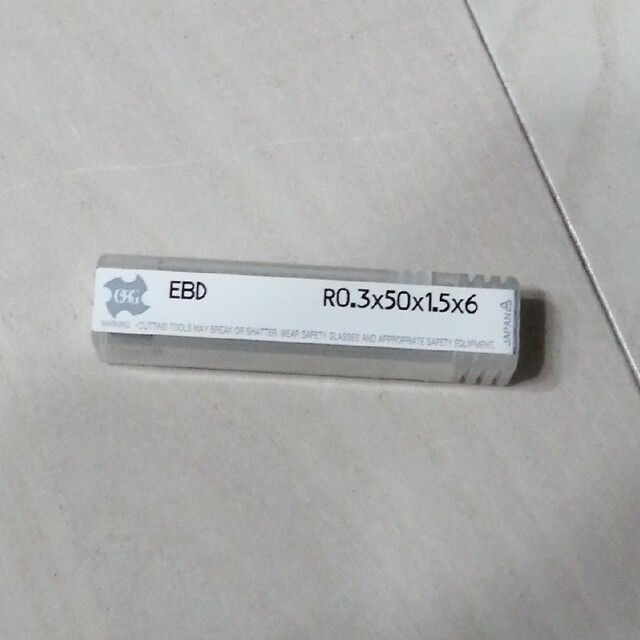 OSG EBD R0.3x50x1.5x6
WARNING: CUTTING TOOLS MAY BREAK OR SHATTER. WEAR SAFETY GLASSES AND APPROPRIATE SAFETY EQUIPMENT.
JAPAN